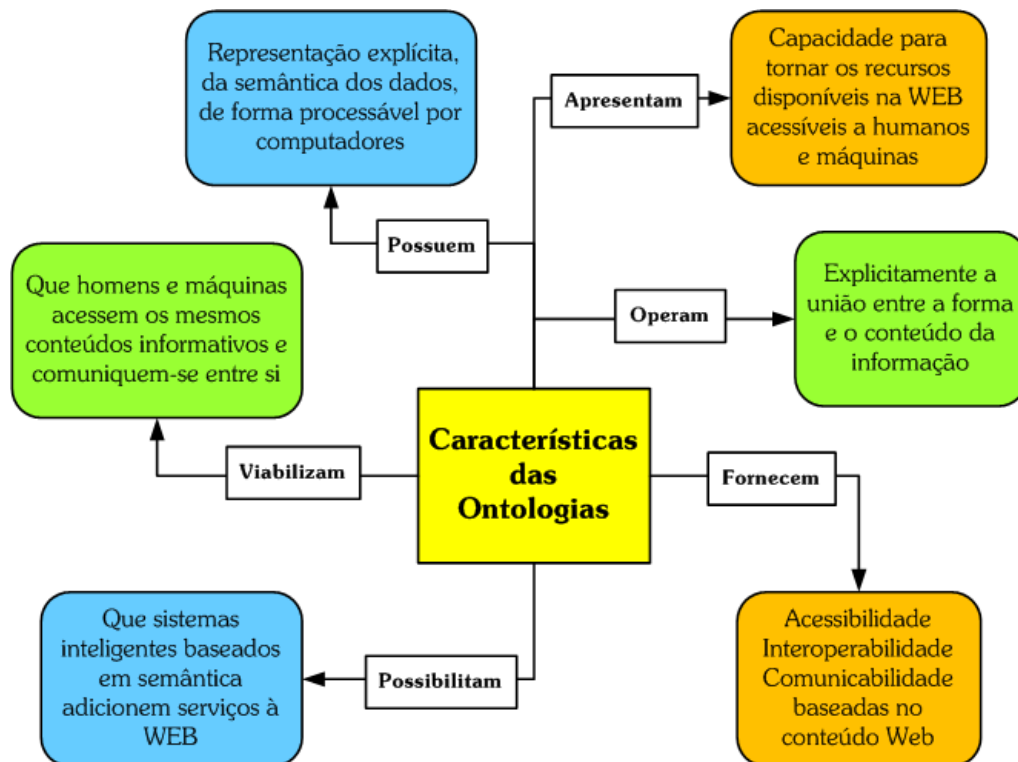 Representação explícita,
da semântica dos dados,
de forma processável por
computadores
Apresentam
Capacidade para
tornar os recursos
disponíveis na WEB
acessíveis a humanos
e máquinas
Possuem
Que homens e máquinas
acessem os mesmos
conteúdos informativos e
comuniquem-se entre si
Operam
Explicitamente a
união entre a forma
e o conteúdo da
informação
Viabilizam
Características
das
Ontologias
Fornecem
Que sistemas
inteligentes baseados
em semântica
adicionem serviços à
WEB
Possibilitam
Acessibilidade
Interoperabilidade
Comunicabilidade
baseadas no
conteúdo Web